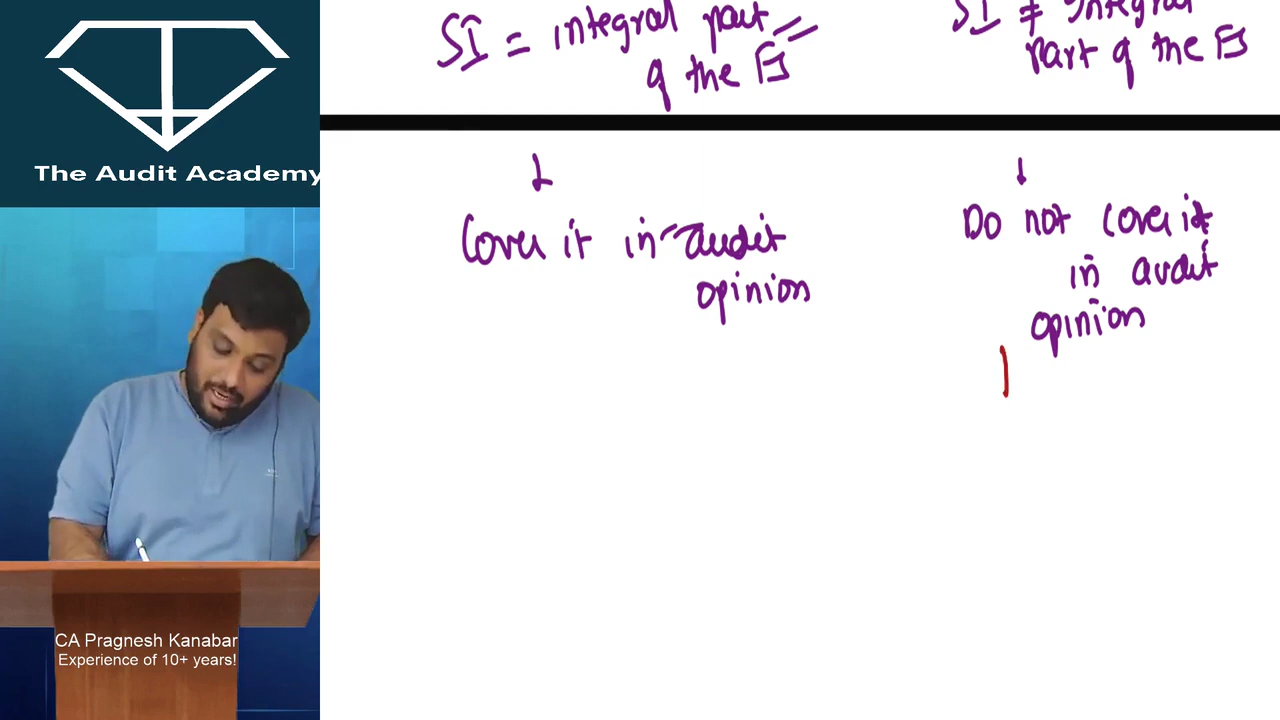 The Audit Academy
SI = integral part
of the FS
SI ≠ Integral
part of the FS
Cover it in audit
opinion
Do not cover it
in audit
opinion
CA Pragnesh Kanabar
Experience of 10+ years!